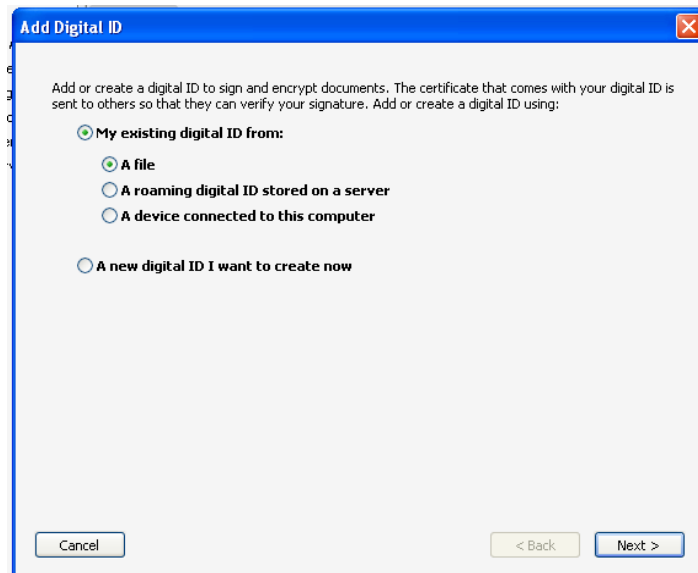 Add Digital ID
Add or create a digital ID to sign and encrypt documents. The certificate that comes with your digital ID is
sent to others so that they can verify your signature. Add or create a digital ID using:
My existing digital ID from:
A file
A roaming digital ID stored on a server
A device connected to this computer
A new digital ID I want to create now
Cancel
< Back
Next >